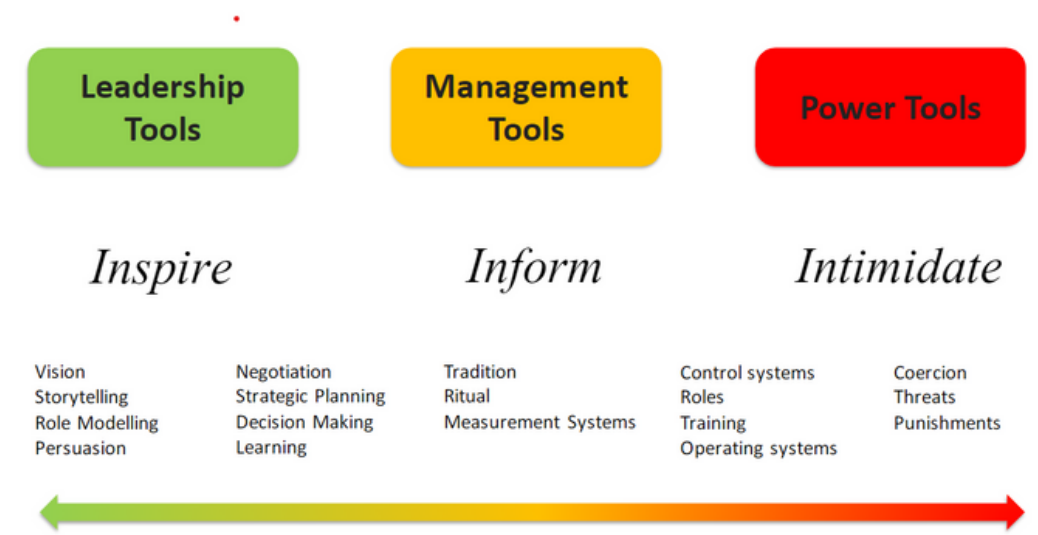 Leadership
Tools
Management
Tools
Power Tools
Inspire
Inform
Intimidate
Vision
Storytelling
Role Modelling
Persuasion
Negotiation
Strategic Planning
Decision Making
Learning
Tradition
Ritual
Measurement Systems
Control systems
Roles
Training
Operating systems
Coercion
Threats
Punishments